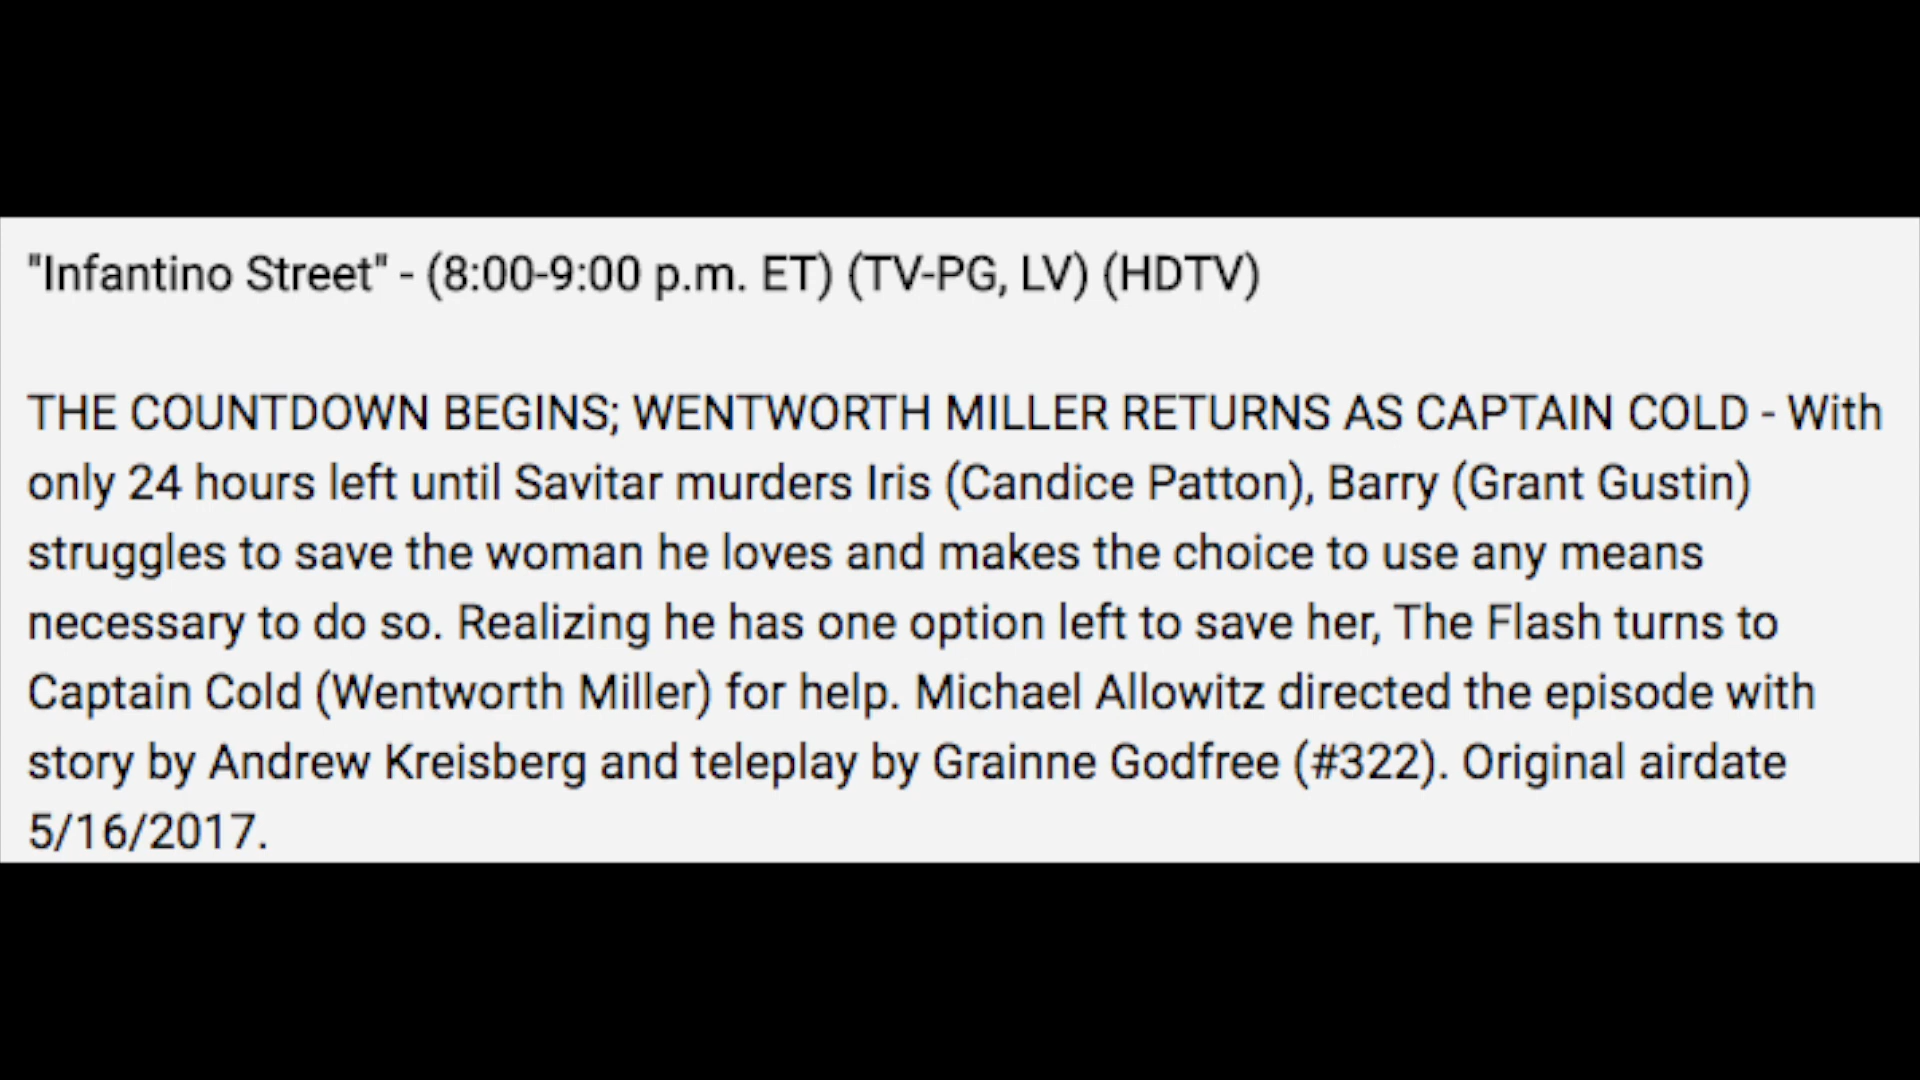 "Infantino Street" - (8:00-9:00 p.m. ET) (TV-PG, LV) (HDTV)
THE COUNTDOWN BEGINS; WENTWORTH MILLER RETURNS AS CAPTAIN COLD - With
only 24 hours left until Savitar murders Iris (Candice Patton), Barry (Grant Gustin)
struggles to save the woman he loves and makes the choice to use any means
necessary to do so. Realizing he has one option left to save her, The Flash turns to
Captain Cold (Wentworth Miller) for help. Michael Allowitz directed the episode with
story by Andrew Kreisberg and teleplay by Grainne Godfree (#322). Original airdate
5/16/2017.